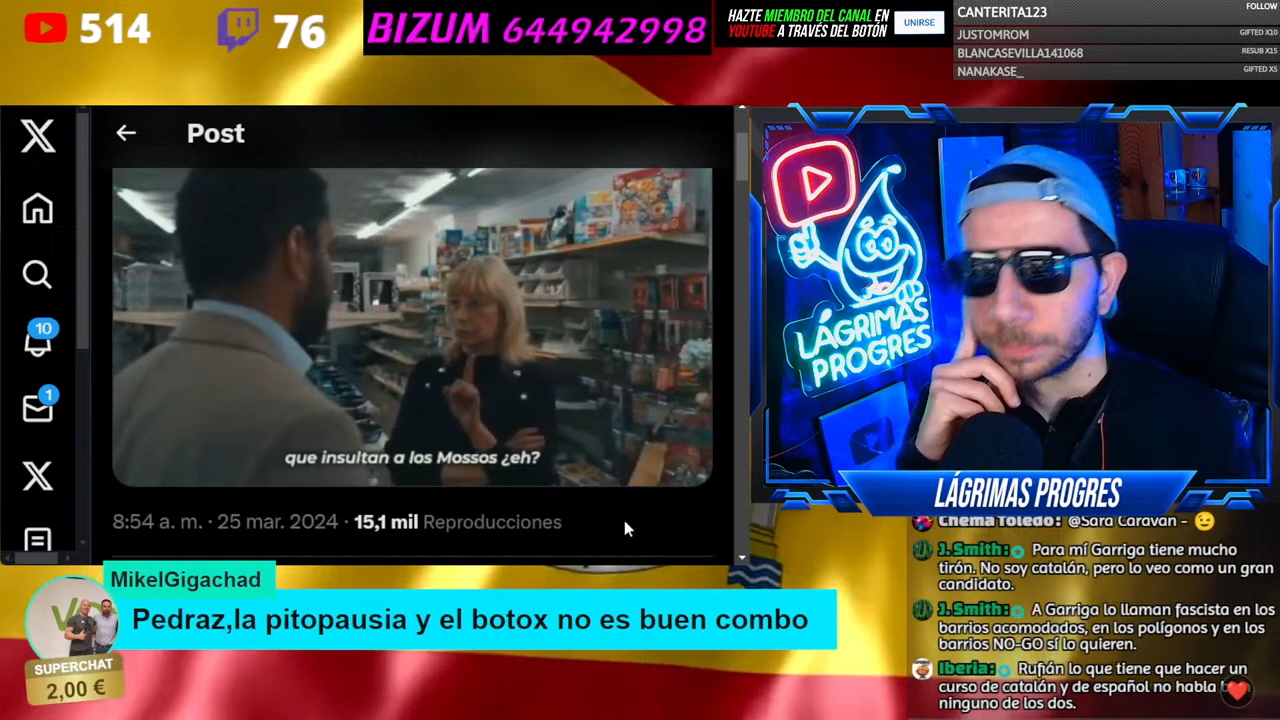 514
76
BIZUM 644942998
HAZTE MIEMBRO DEL CANAL EN
YOUTUBE A TRAVÉS DEL BOTÓN
UNIRSE
CANTERITA123 FOLLOW
JUSTOMROM GIFTED X10
BLANCASEVILLA141068 RESUB X15
NANAKASE_ GIFTED X5
Post
10
1
que insultan a los Mossos ¿eh?
8:54 a. m. · 25 mar. 2024 · 15,1 mil Reproducciones
LÁGRIMAS
PROGRES
LÁGRIMAS PROGRES
MikelGigachad
Pedraz,la pitopausia y el botox no es buen combo
SUPERCHAT
2,00 €
Chema Toledo: @Sara Caravan - 😉
J.Smith: Para mí Garriga tiene mucho
tirón. No soy catalán, pero lo veo como un gran
candidato.
J.Smith: A Garriga lo llaman fascista en los
barrios acomodados, en los polígonos y en los
barrios NO-GO sí lo quieren.
Iberia: Rufián lo que tiene que hacer un
curso de catalán y de español no habla
ninguno de los dos.